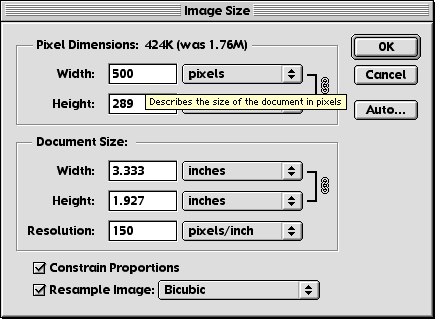 Image Size
Pixel Dimensions: 424K (was 1.76M)
OK
Width: 500 pixels
Cancel
Height: 289
Describes the size of the document in pixels
Auto...
Document Size:
Width: 3.333 inches
Height: 1.927 inches
Resolution: 150 pixels/inch
Constrain Proportions
Resample Image: Bicubic